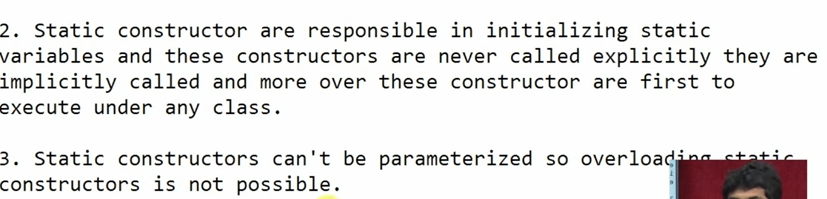 2. Static constructor are responsible in initializing static
variables and these constructors are never called explicitly they are
implicitly called and more over these constructor are first to
execute under any class.
3. Static constructors can't be parameterized so overloading static
constructors is not possible.